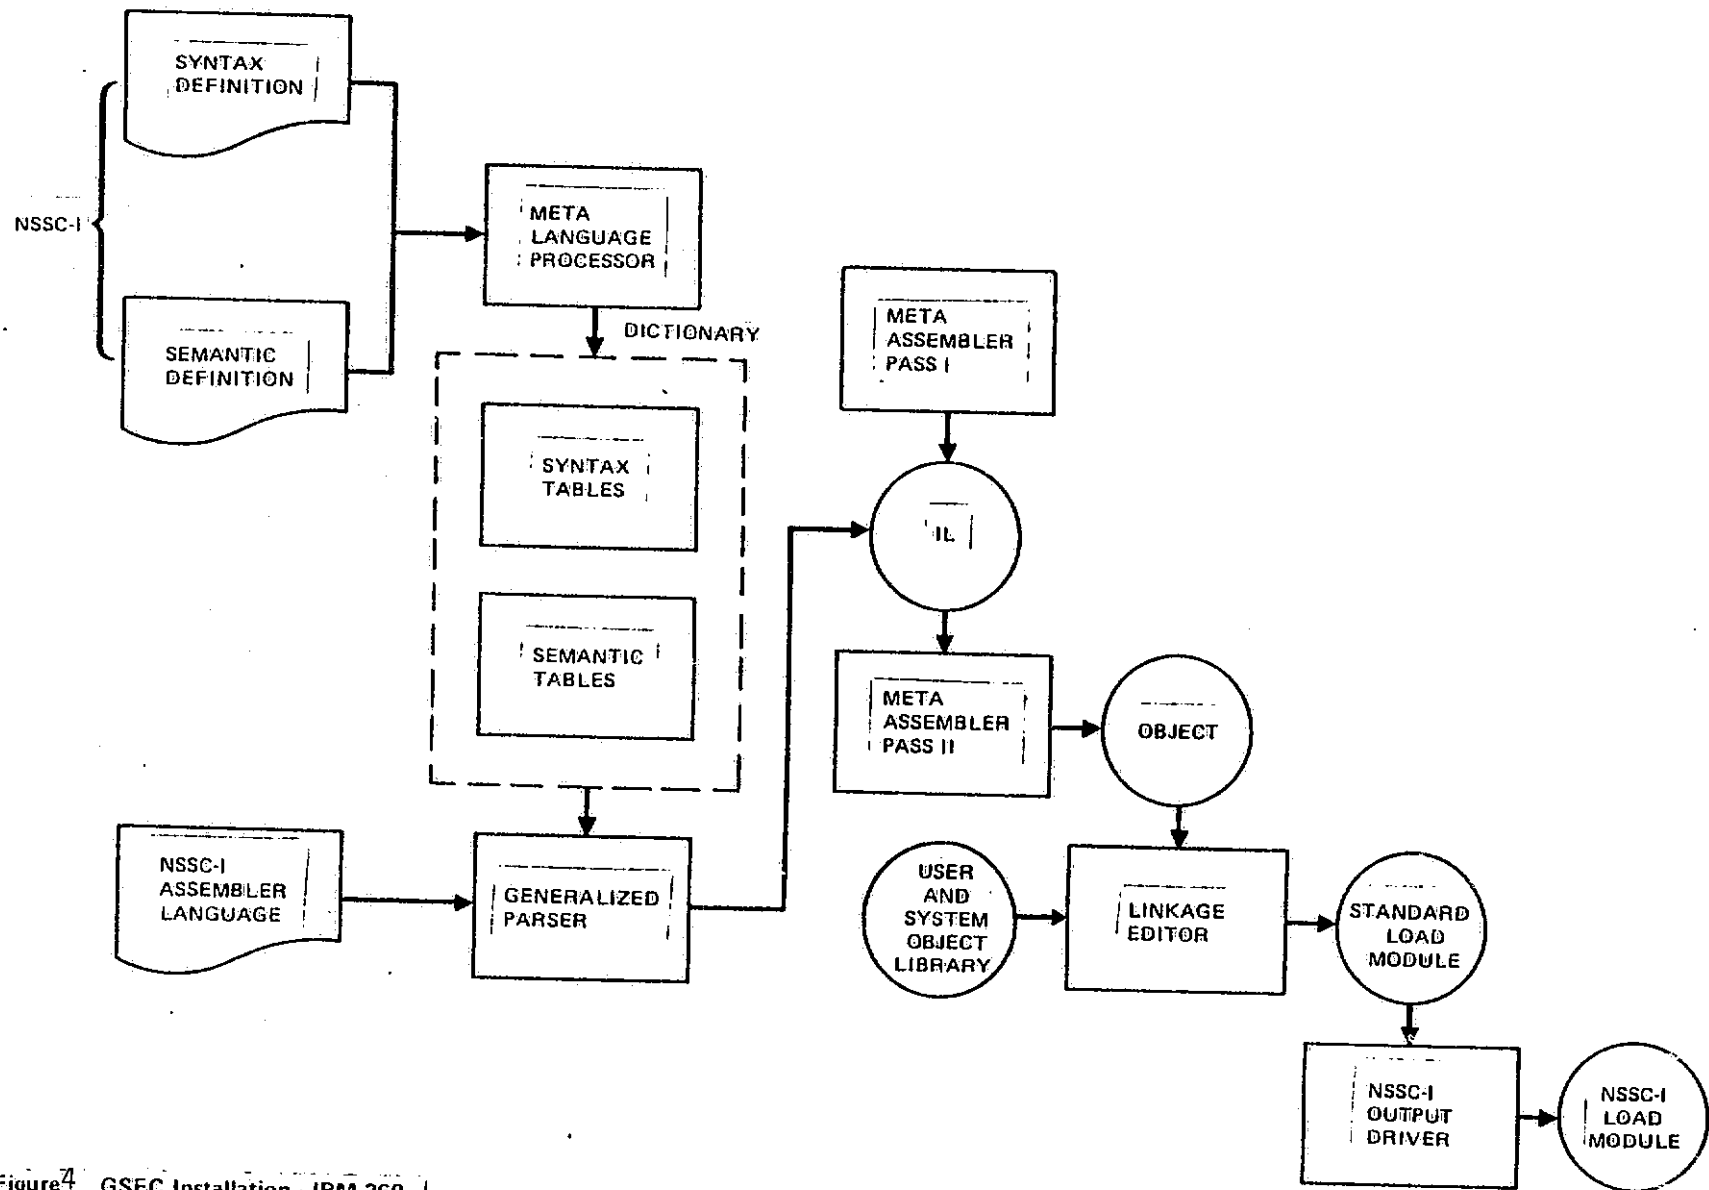 SYNTAX
DEFINITION
NSSC-I
META
LANGUAGE
PROCESSOR
SEMANTIC
DEFINITION
DICTIONARY
META
ASSEMBLER
PASS I
SYNTAX
TABLES
IL
SEMANTIC
TABLES
META
ASSEMBLER
PASS II
OBJECT
NSSC-I
ASSEMBLER
LANGUAGE
GENERALIZED
PARSER
USER
AND
SYSTEM
OBJECT
LIBRARY
LINKAGE
EDITOR
STANDARD
LOAD
MODULE
NSSC-I
OUTPUT
DRIVER
NSSC-I
LOAD
MODULE
Figure 4 GSFC Installation - IBM 360